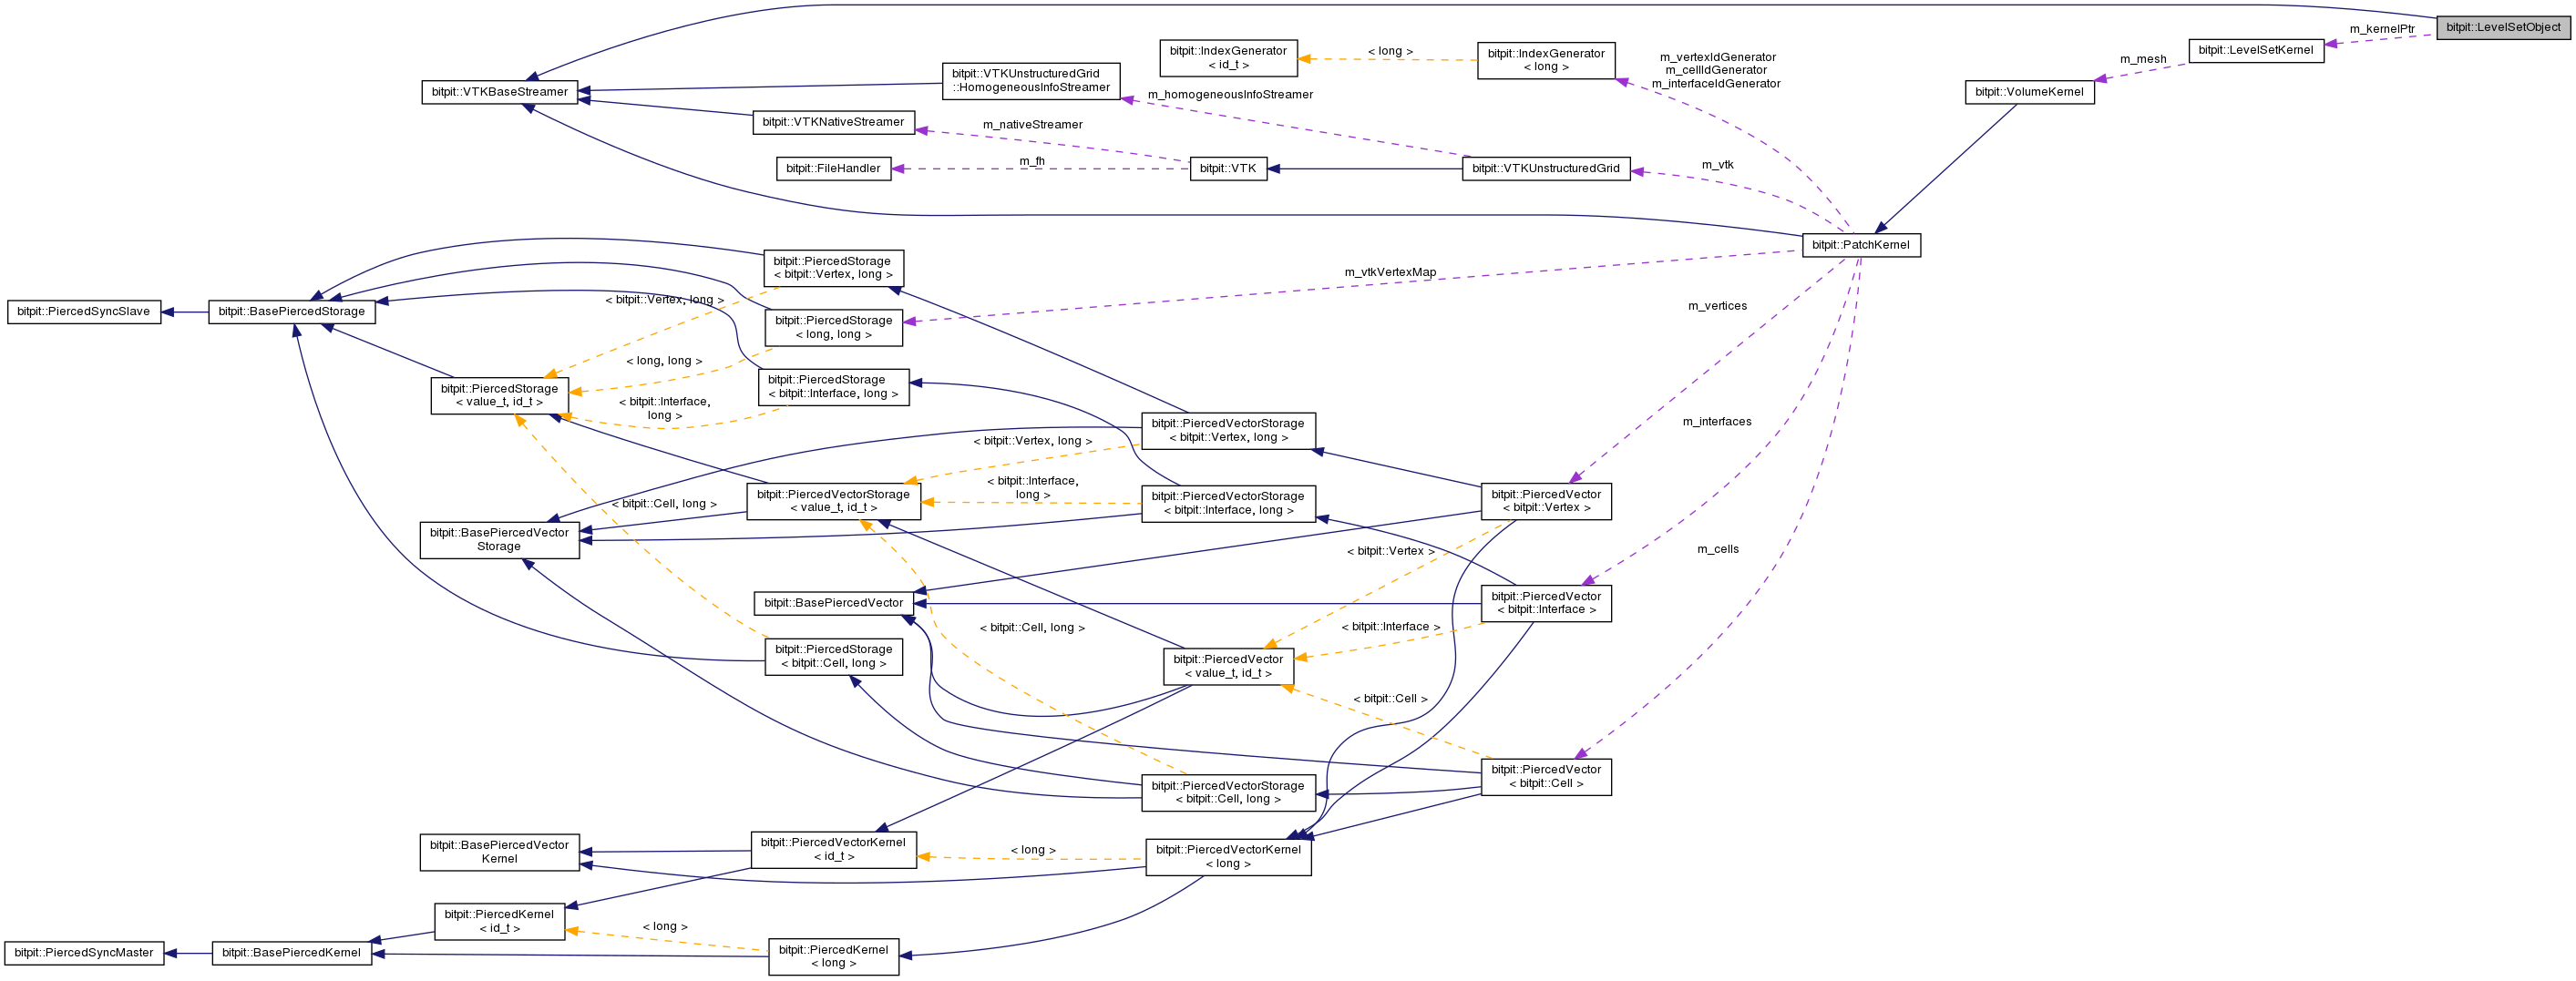 bitpit::LevelSetObject
m_kernelPtr
bitpit::LevelSetKernel
m_mesh
bitpit::VolumeKernel
bitpit::IndexGenerator
< id_t >
< long >
bitpit::IndexGenerator
< long >
m_vertexIdGenerator
m_cellIdGenerator
m_interfaceIdGenerator
bitpit::VTKBaseStreamer
bitpit::VTKUnstructuredGrid
::HomogeneousInfoStreamer
m_homogeneousInfoStreamer
bitpit::VTKNativeStreamer
m_nativeStreamer
bitpit::FileHandler
m_fh
bitpit::VTK
bitpit::VTKUnstructuredGrid
m_vtk
bitpit::PatchKernel
bitpit::PiercedStorage
< bitpit::Vertex, long >
m_vtkVertexMap
bitpit::PiercedSyncSlave
bitpit::BasePiercedStorage
< bitpit::Vertex, long >
bitpit::PiercedStorage
< long, long >
m_vertices
< long, long >
bitpit::PiercedStorage
< value_t, id_t >
bitpit::PiercedStorage
< bitpit::Interface, long >
< bitpit::Interface,
long >
bitpit::PiercedVectorStorage
< bitpit::Vertex, long >
m_interfaces
< bitpit::Vertex, long >
bitpit::PiercedVectorStorage
< value_t, id_t >
< bitpit::Interface,
long >
bitpit::PiercedVectorStorage
< bitpit::Interface, long >
bitpit::PiercedVector
< bitpit::Vertex >
< bitpit::Cell, long >
bitpit::BasePiercedVector
Storage
< bitpit::Vertex >
m_cells
bitpit::BasePiercedVector
bitpit::PiercedVector
< bitpit::Interface >
< bitpit::Cell, long >
< bitpit::Interface >
bitpit::PiercedStorage
< bitpit::Cell, long >
bitpit::PiercedVector
< value_t, id_t >
< bitpit::Cell >
bitpit::PiercedVectorStorage
< bitpit::Cell, long >
bitpit::PiercedVector
< bitpit::Cell >
bitpit::BasePiercedVector
Kernel
bitpit::PiercedVectorKernel
< id_t >
< long >
bitpit::PiercedVectorKernel
< long >
bitpit::PiercedKernel
< id_t >
< long >
bitpit::PiercedSyncMaster
bitpit::BasePiercedKernel
bitpit::PiercedKernel
< long >